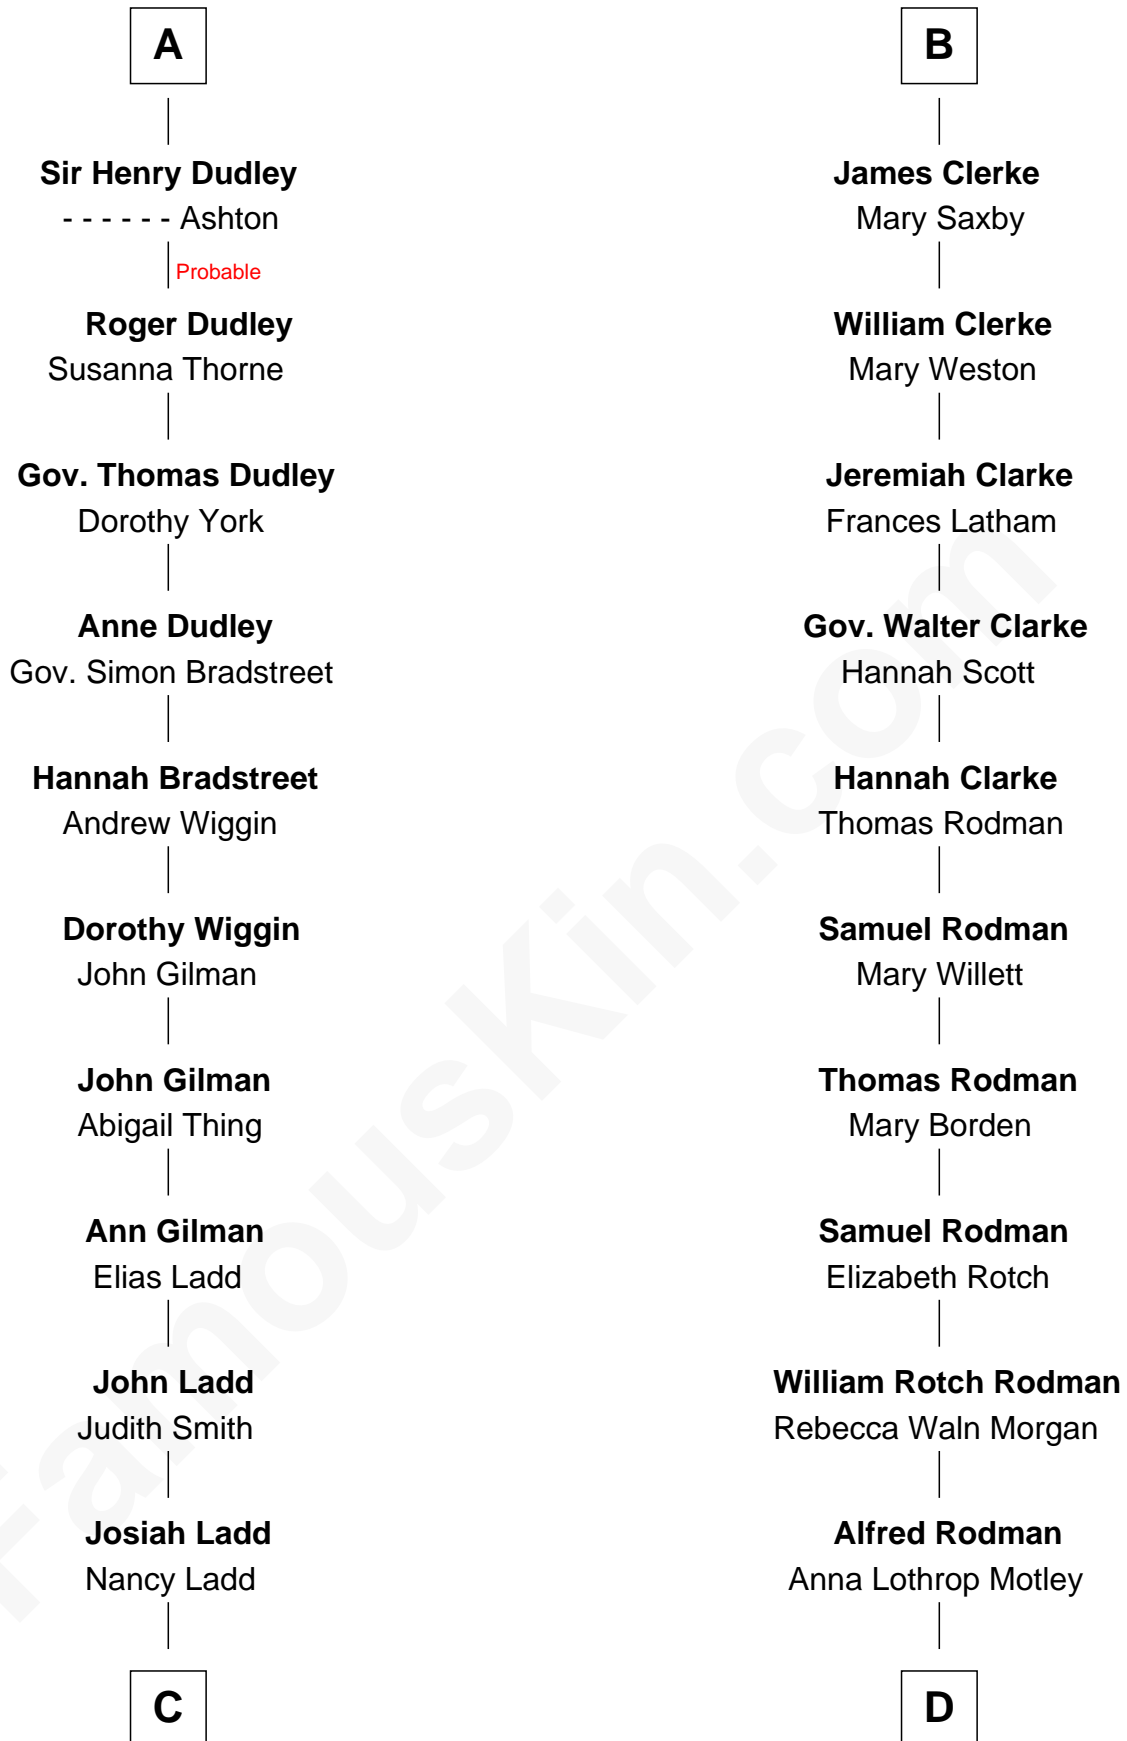 A
Sir Henry Dudley
- - - - - - Ashton
Probable
Roger Dudley
Susanna Thorne
Gov. Thomas Dudley
Dorothy York
Anne Dudley
Gov. Simon Bradstreet
Hannah Bradstreet
Andrew Wiggin
Dorothy Wiggin
John Gilman
John Gilman
Abigail Thing
Ann Gilman
Elias Ladd
John Ladd
Judith Smith
Josiah Ladd
Nancy Ladd
C
B
James Clerke
Mary Saxby
William Clerke
Mary Weston
Jeremiah Clarke
Frances Latham
Gov. Walter Clarke
Hannah Scott
Hannah Clarke
Thomas Rodman
Samuel Rodman
Mary Willett
Thomas Rodman
Mary Borden
Samuel Rodman
Elizabeth Rotch
William Rotch Rodman
Rebecca Waln Morgan
Alfred Rodman
Anna Lothrop Motley
D
FamousKin.com